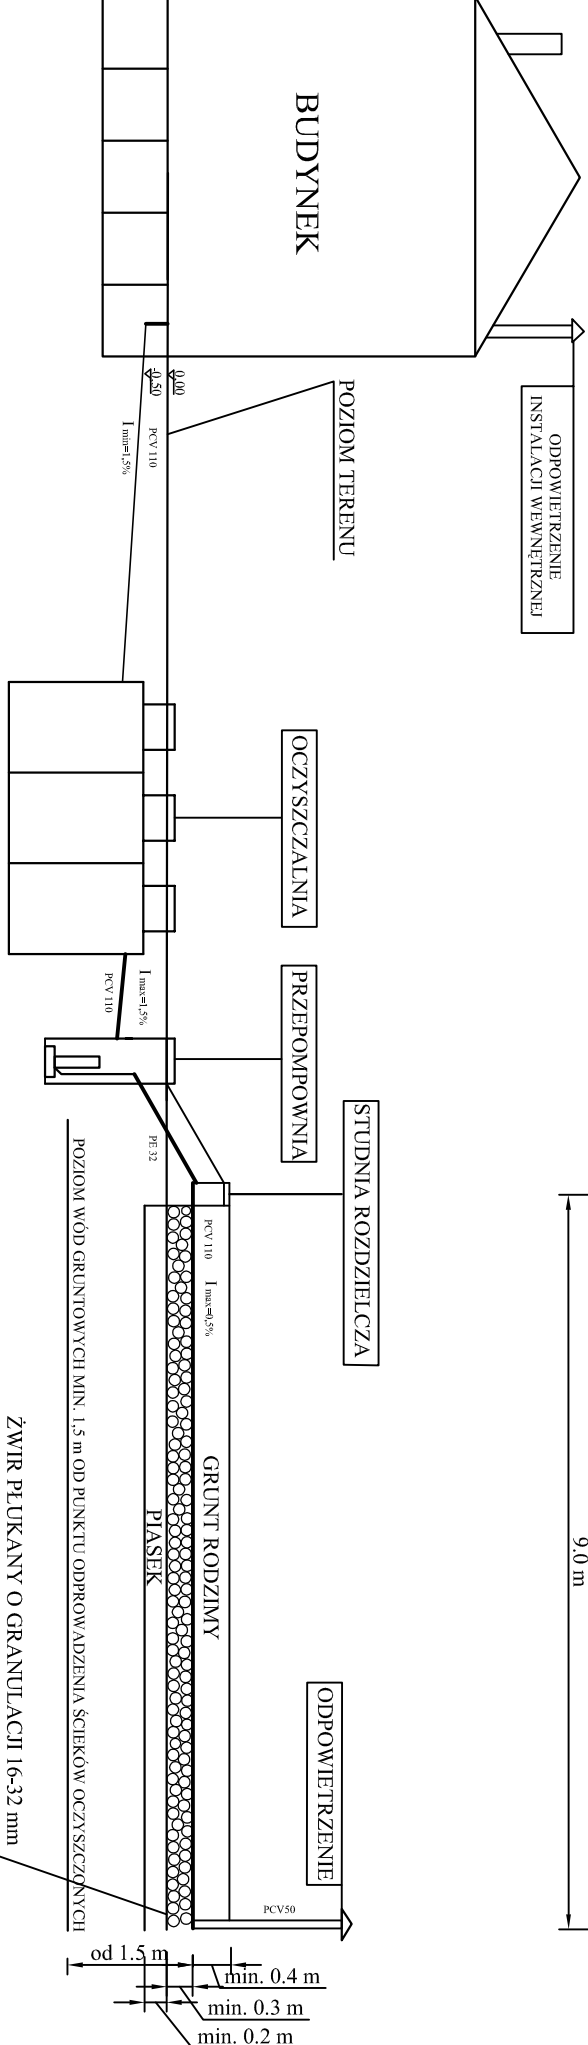 BUDYNEK
ODPOWIETRZENIE
INSTALACJI WEWNĘTRZNEJ
0.00
-0.50
POZIOM TERENU
PCV 110
I min=1,5%
OCZYSZCZALNIA
I max=1,5%
PCV 110
PRZEPOMPOWNIA
PE 32
STUDNIA ROZDZIELCZA
PCV 110
I max=0,5%
9.0 m
GRUNT RODZIMY
PIASEK
POZIOM WÓD GRUNTOWYCH MIN. 1,5 m OD PUNKTU ODPROWADZENIA ŚCIEKÓW OCZYSZCZONYCH
ŻWIR PŁUKANY O GRANULACJI 16-32 mm
ODPOWIETRZENIE
PCV50
od 1.5 m
min. 0.4 m
min. 0.3 m
min. 0.2 m